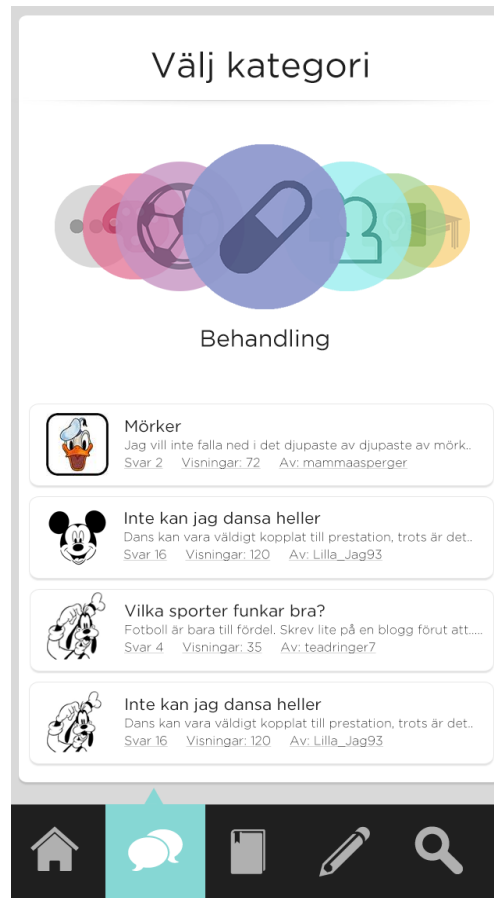 Välj kategori
Behandling
Mörker
Jag vill inte falla ned i det djupaste av djupaste av mörk..
Svar 2 Visningar: 72 Av: mammaasperger
Inte kan jag dansa heller
Dans kan vara väldigt kopplat till prestation, trots är det..
Svar 16 Visningar: 120 Av: Lilla_Jag93
Vilka sporter funkar bra?
Fotboll är bara till fördel. Skrev lite på en blogg förut att.....
Svar 4 Visningar: 35 Av: teadringer7
Inte kan jag dansa heller
Dans kan vara väldigt kopplat till prestation, trots är det..
Svar 16 Visningar: 120 Av: Lilla_Jag93